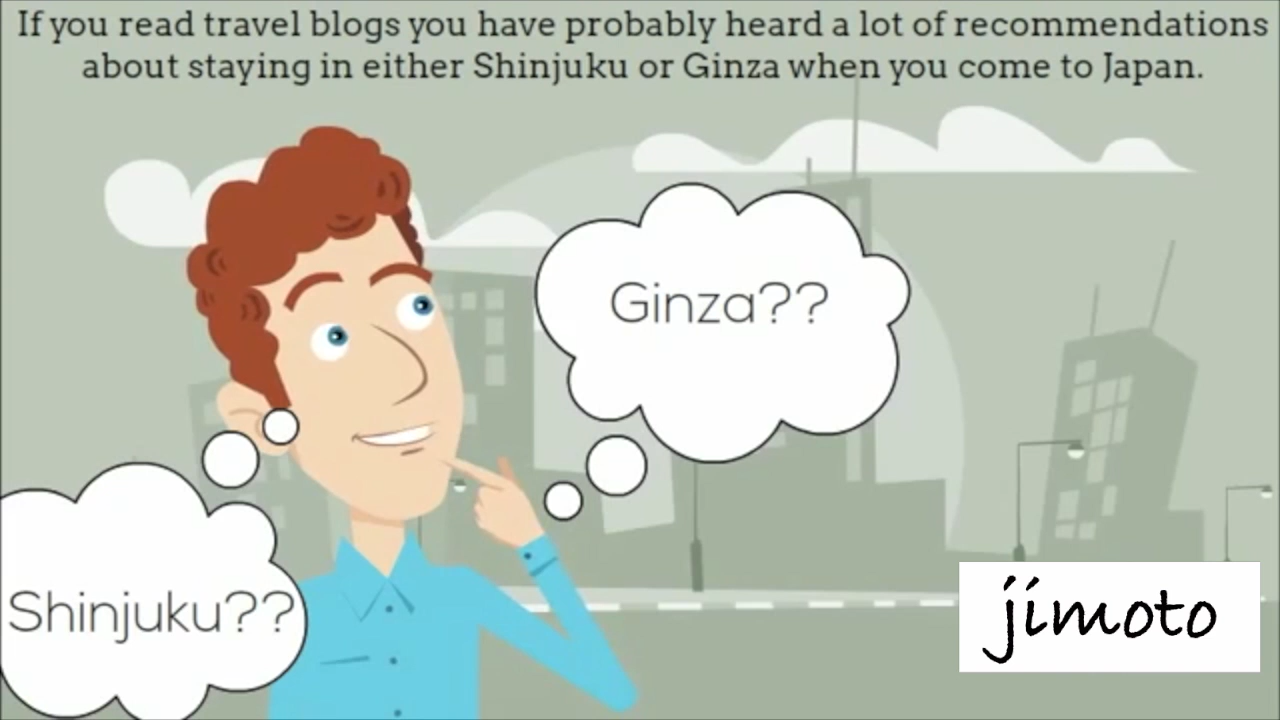 If you read travel blogs you have probably heard a lot of recommendations
about staying in either Shinjuku or Ginza when you come to Japan.
Ginza??
Shinjuku??
jimoto